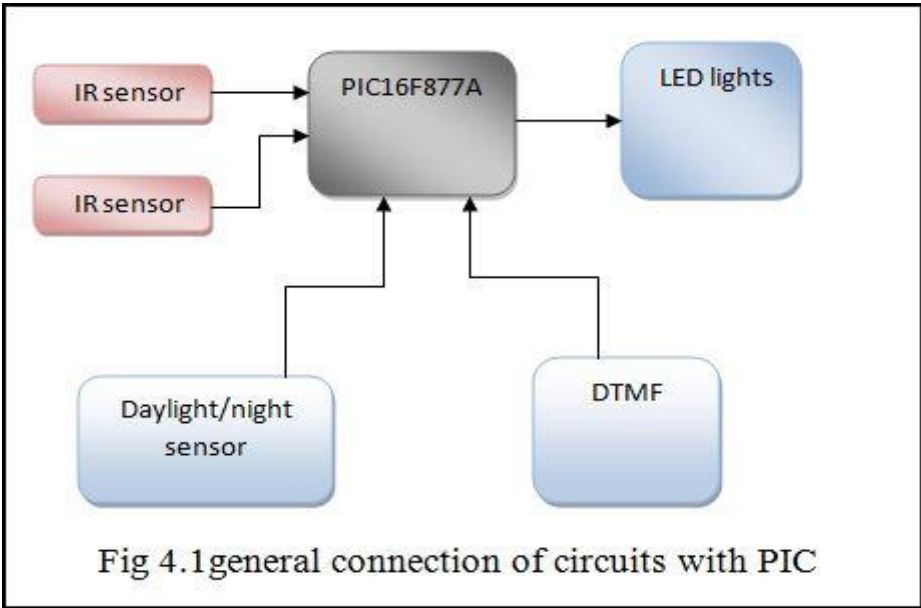 IR sensor
PIC16F877A
LED lights
IR sensor
Daylight/night
sensor
DTMF
Fig 4.1general connection of circuits with PIC